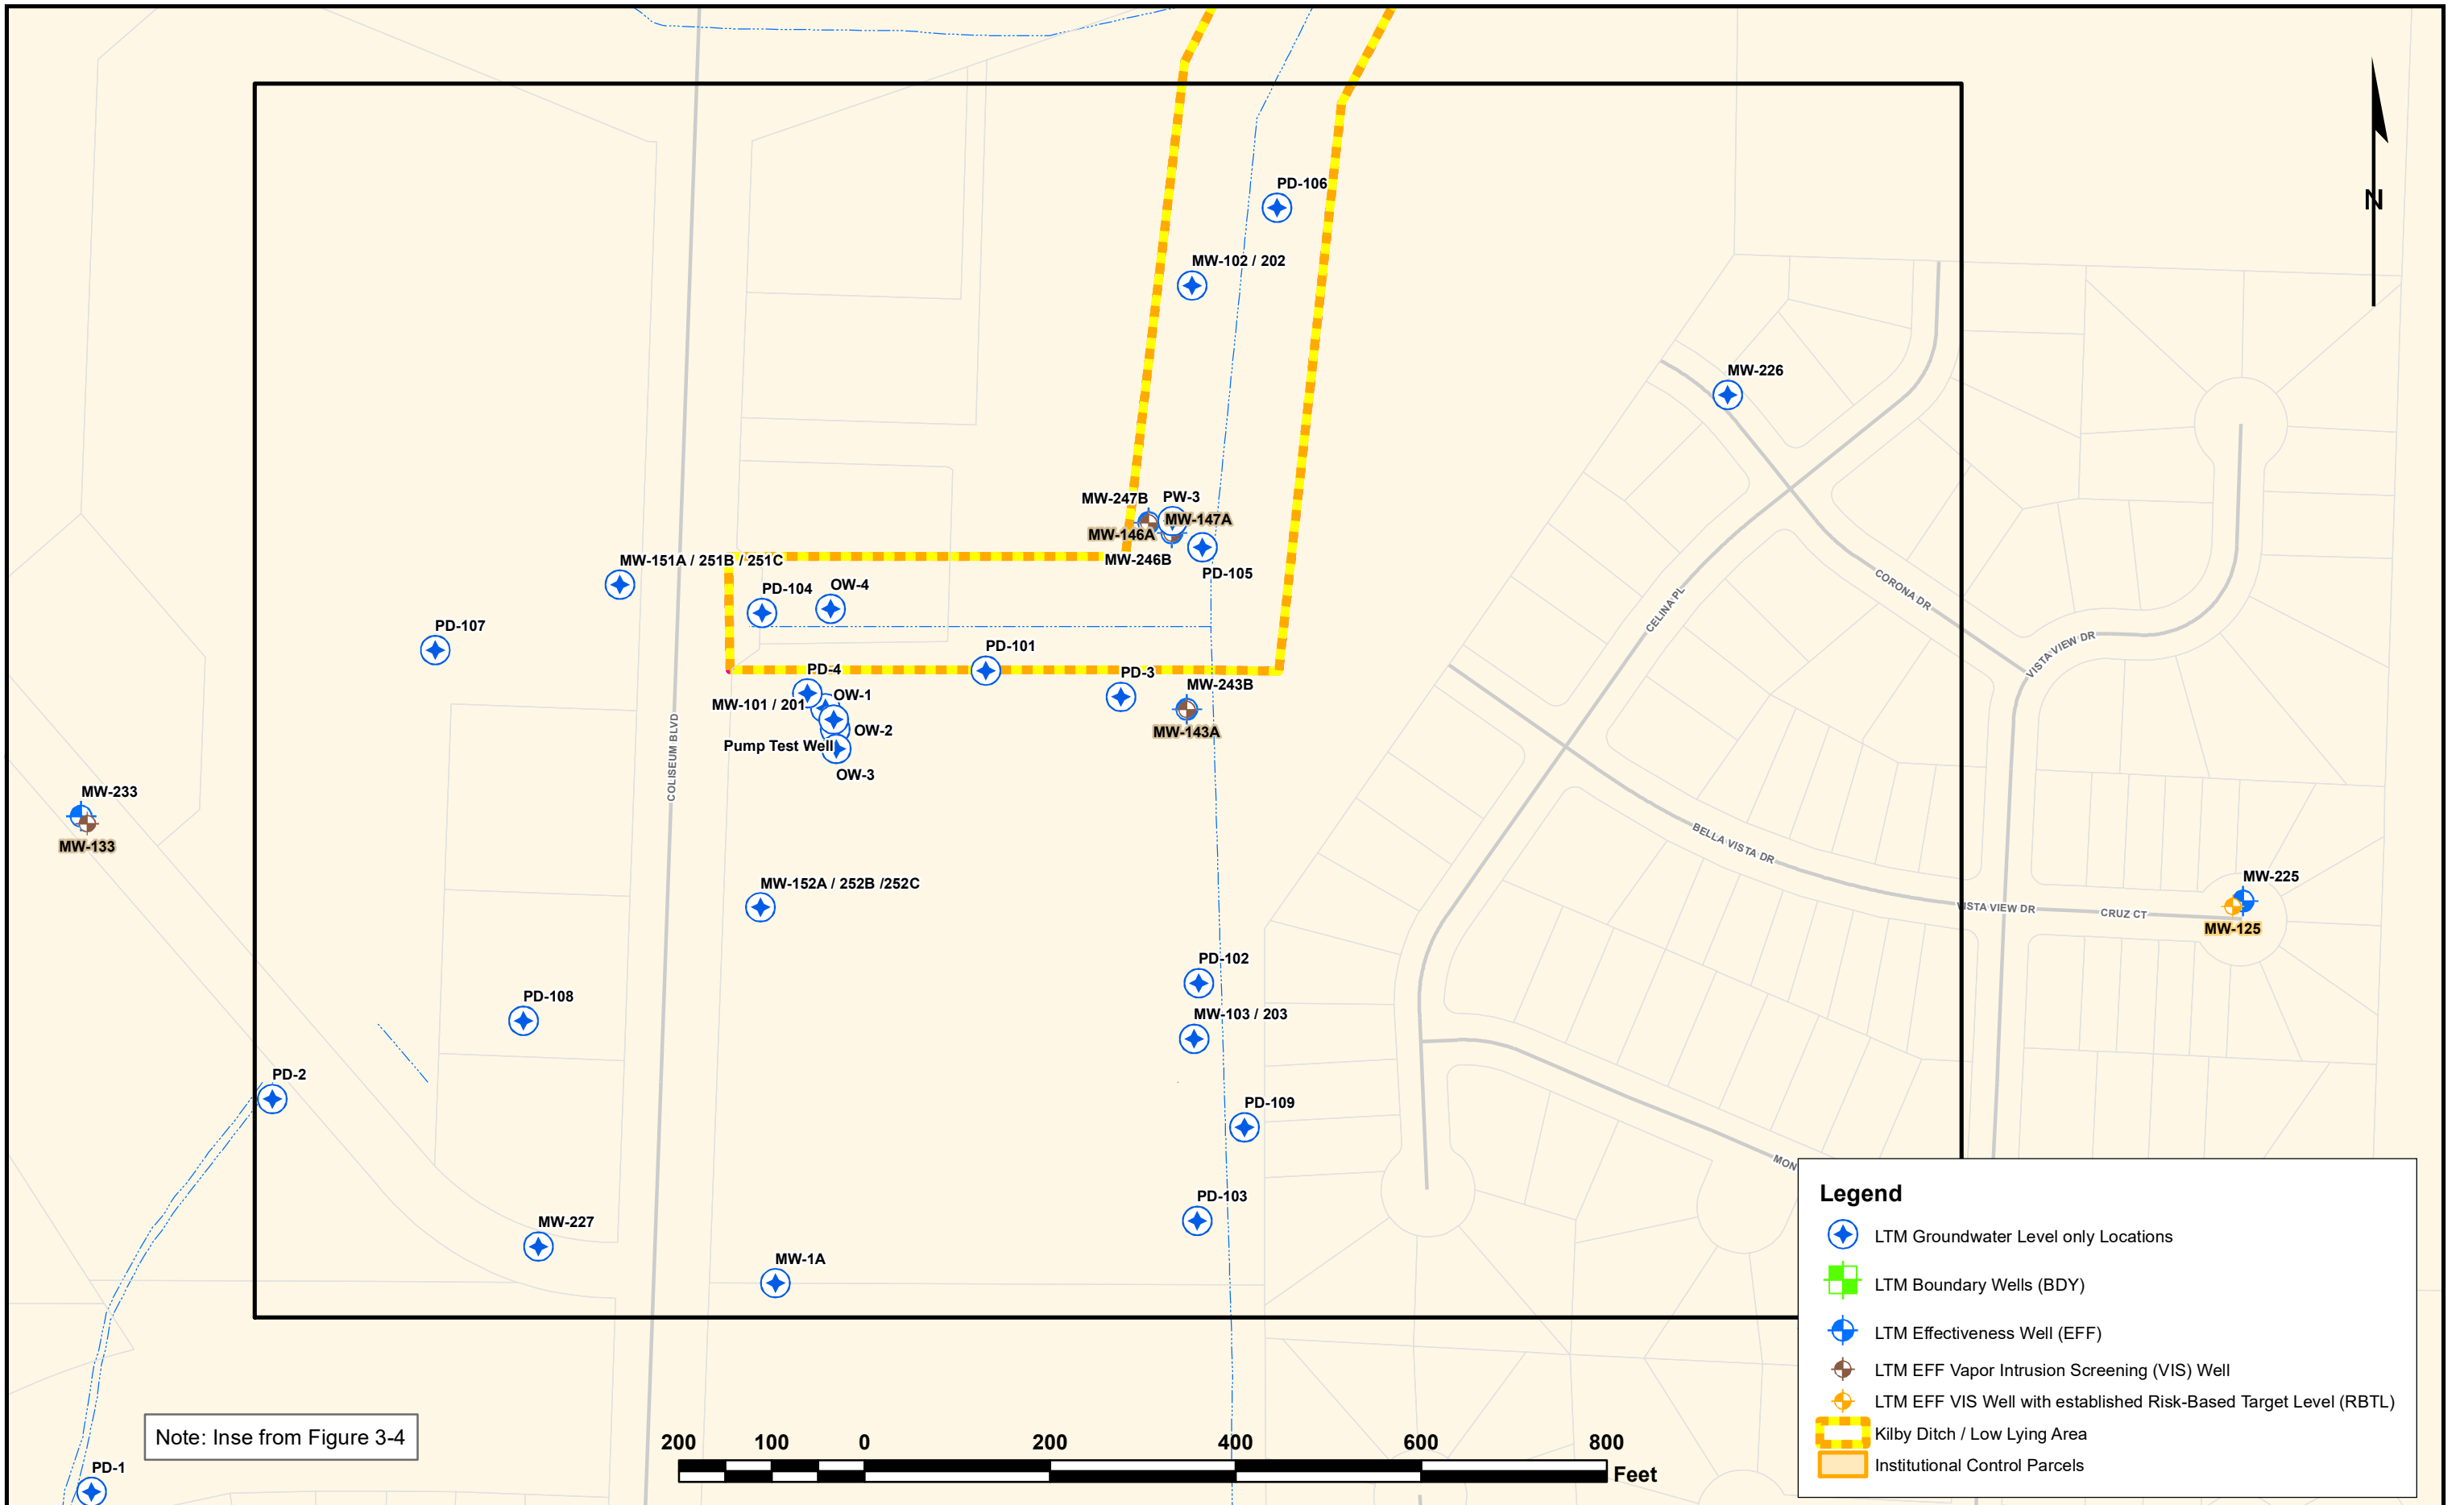 N
PD-106
MW-102 / 202
MW-226
MW-247B
PW-3
MW-147A
MW-146A
MW-246B
PD-105
MW-151A / 251B / 251C
PD-104
OW-4
CORONA DR
CELINA PL
PD-107
PD-101
VISTA VIEW DR
PD-4
PD-3
MW-243B
OW-1
MW-101 / 201
OW-2
MW-143A
Pump Test Well
OW-3
COLISEUM BLVD
MW-233
MW-133
BELLA VISTA DR
MW-152A / 252B /252C
MW-225
VISTA VIEW DR
CRUZ CT
MW-125
PD-102
PD-108
MW-103 / 203
PD-2
PD-109
MON
PD-103
MW-227
MW-1A
Legend
LTM Groundwater Level only Locations
LTM Boundary Wells (BDY)
LTM Effectiveness Well (EFF)
LTM EFF Vapor Intrusion Screening (VIS) Well
LTM EFF VIS Well with established Risk-Based Target Level (RBTL)
Kilby Ditch / Low Lying Area
Institutional Control Parcels
Note: Inse from Figure 3-4
200 100 0 200 400 600 800
Feet
PD-1